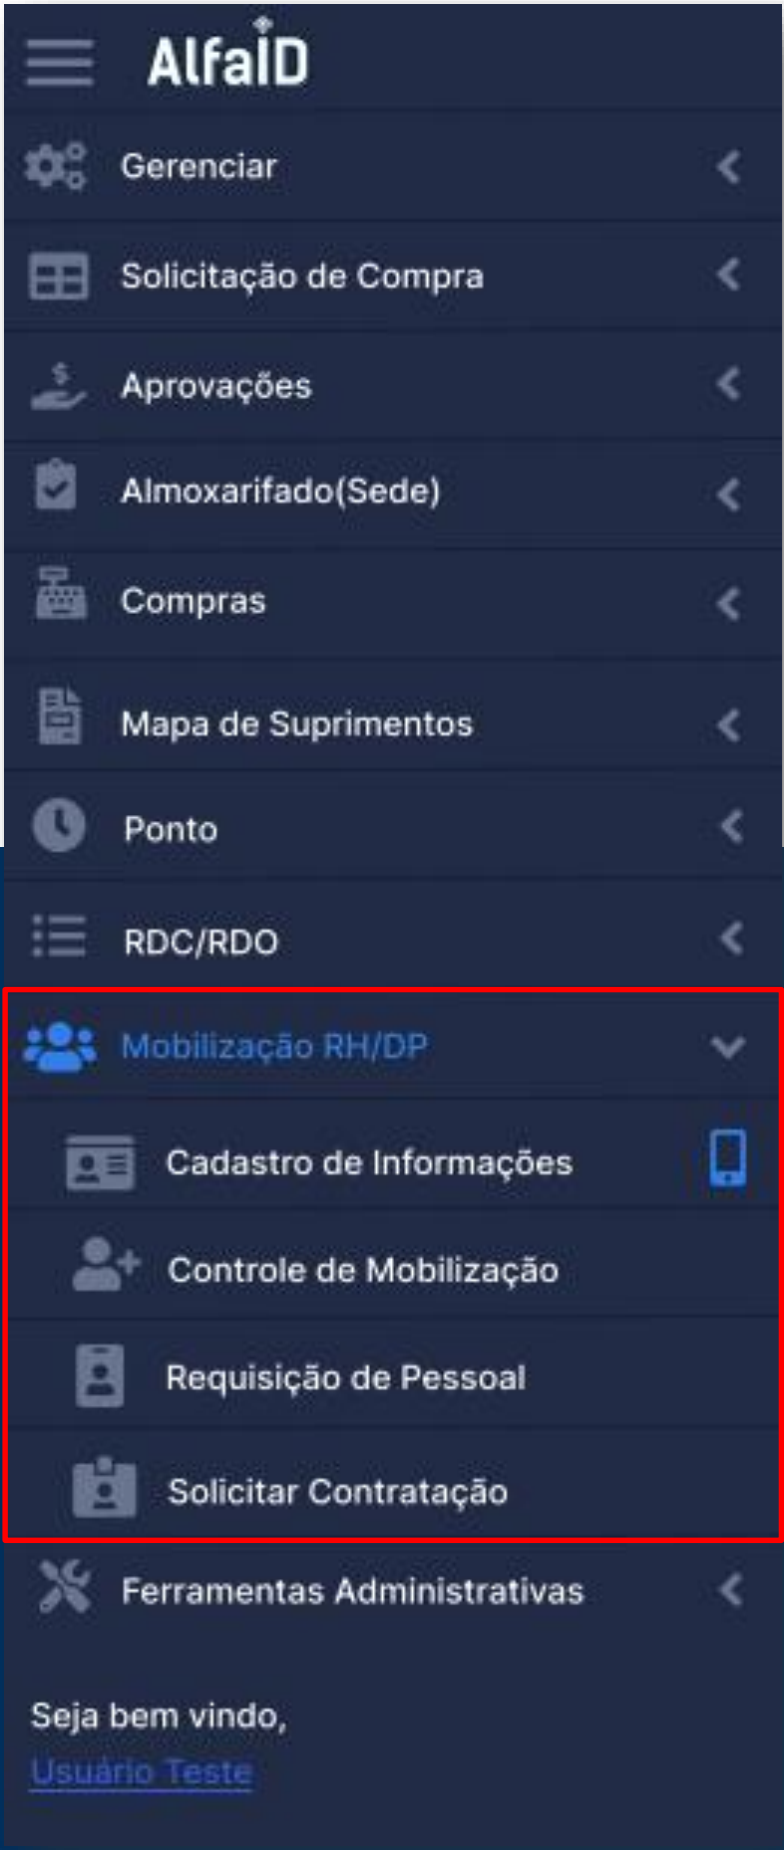 AlfaID
Gerenciar
Solicitação de Compra
Aprovações
Almoxarifado(Sede)
Compras
Mapa de Suprimentos
Ponto
RDC/RDO
Mobilização RH/DP
Cadastro de Informações
Controle de Mobilização
Requisição de Pessoal
Solicitar Contratação
Ferramentas Administrativas
Seja bem vindo,
Usuário Teste